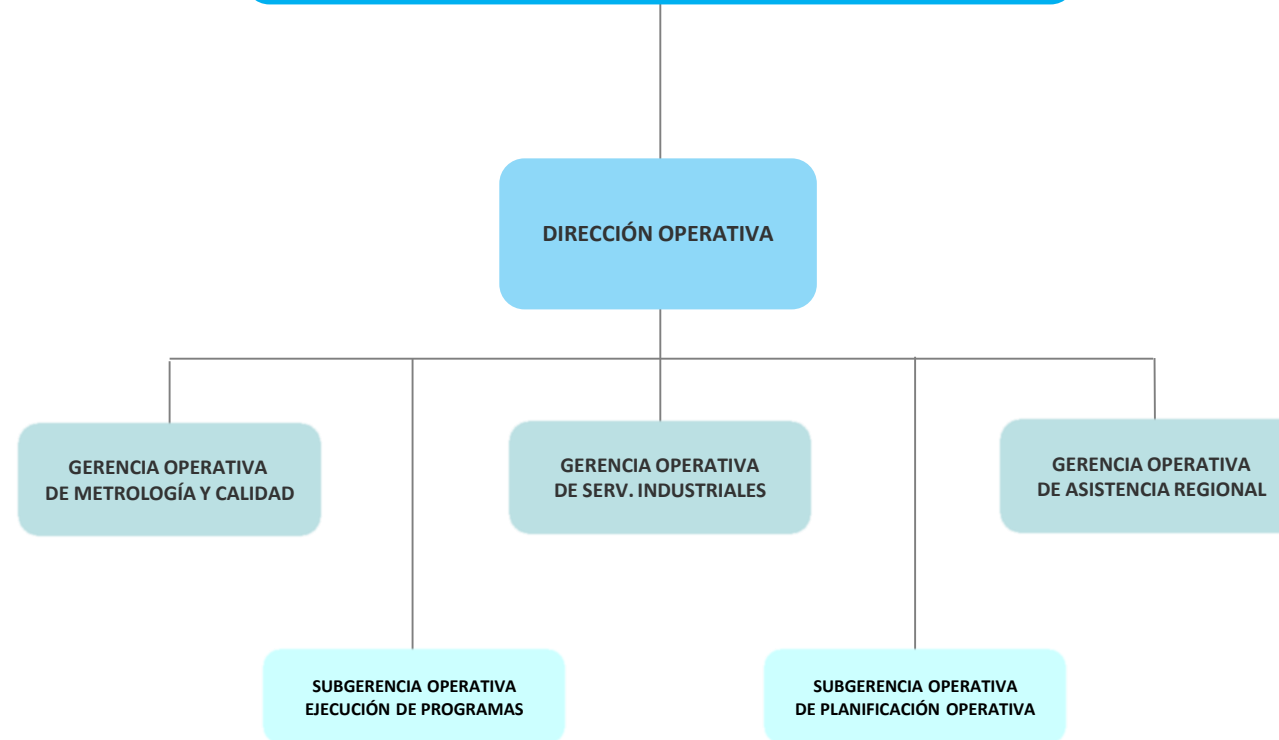 DIRECCIÓN OPERATIVA
GERENCIA OPERATIVA
DE METROLOGÍA Y CALIDAD
GERENCIA OPERATIVA
DE SERV. INDUSTRIALES
GERENCIA OPERATIVA
DE ASISTENCIA REGIONAL
SUBGERENCIA OPERATIVA
EJECUCIÓN DE PROGRAMAS
SUBGERENCIA OPERATIVA
DE PLANIFICACIÓN OPERATIVA